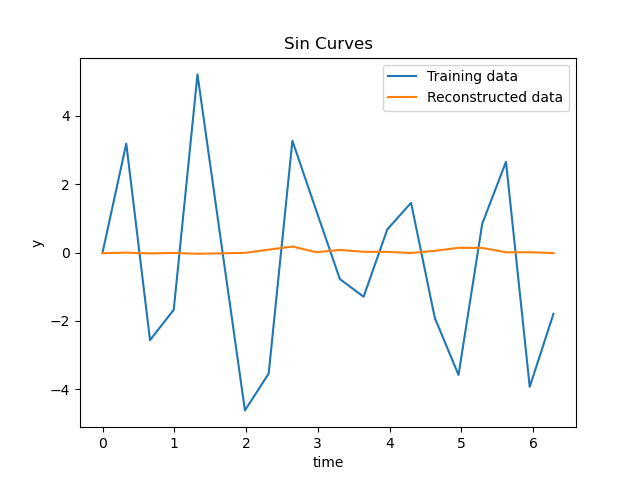 Sin Curves
Training data
Reconstructed data
y
4
2
0
−2
−4
0 1 2 3 4 5 6
time